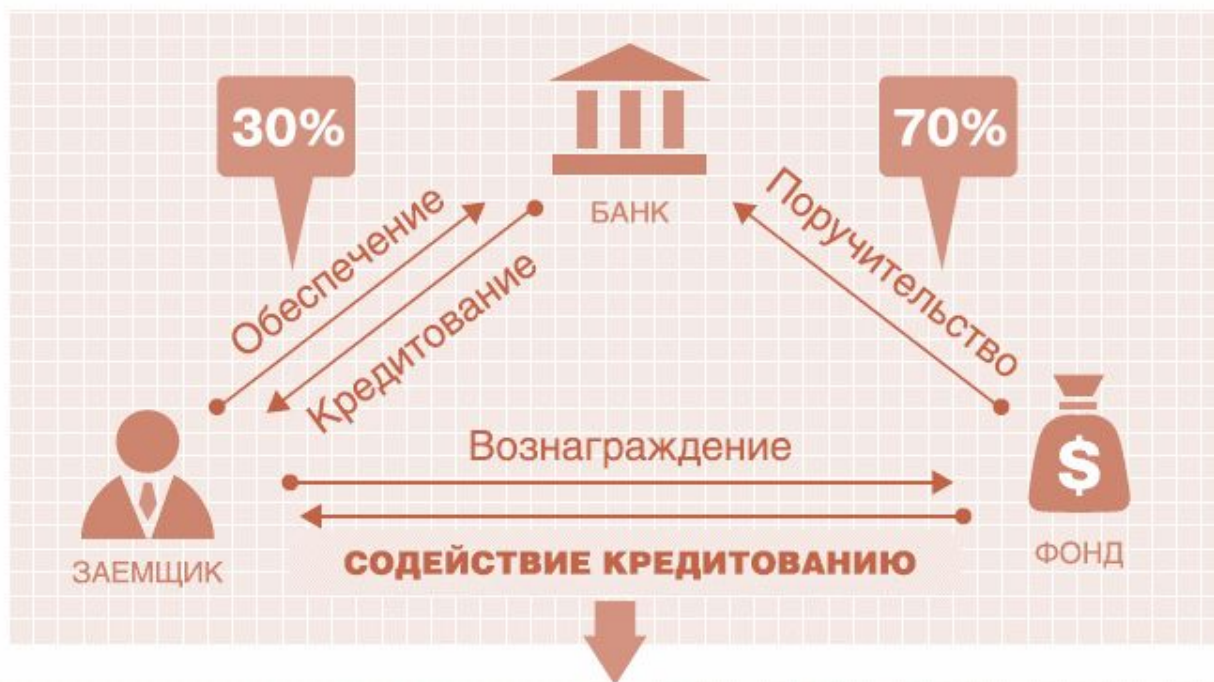 30%
70%
БАНК
Обеспечение
Кредитование
Поручительство
Вознаграждение
$
ЗАЕМЩИК
СОДЕЙСТВИЕ КРЕДИТОВАНИЮ
ФОНД